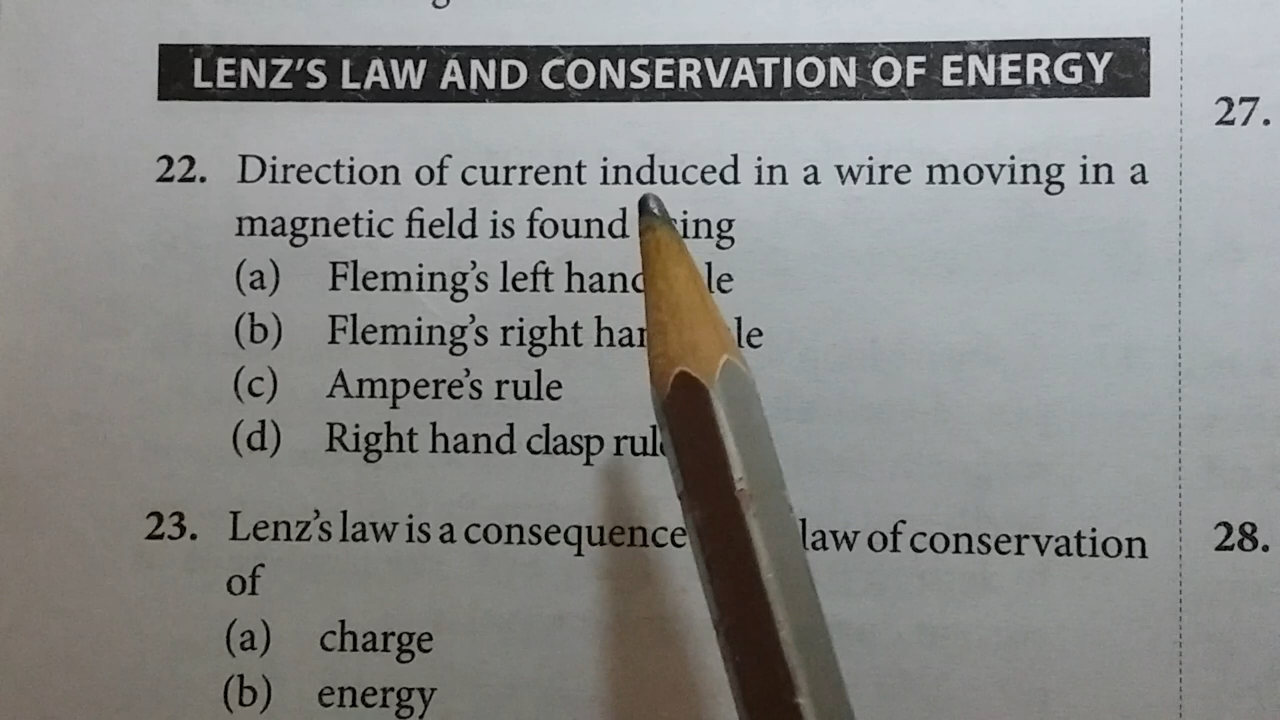 LENZ'S LAW AND CONSERVATION OF ENERGY
22. Direction of current induced in a wire moving in a
magnetic field is found
(a) Fleming's left hand
(b) Fleming's right
(c) Ampere's rule
(d) Right hand clasp rule
23. Lenz's law is a consequence law of conservation
of
(a) charge
(b) energy
27.
28.